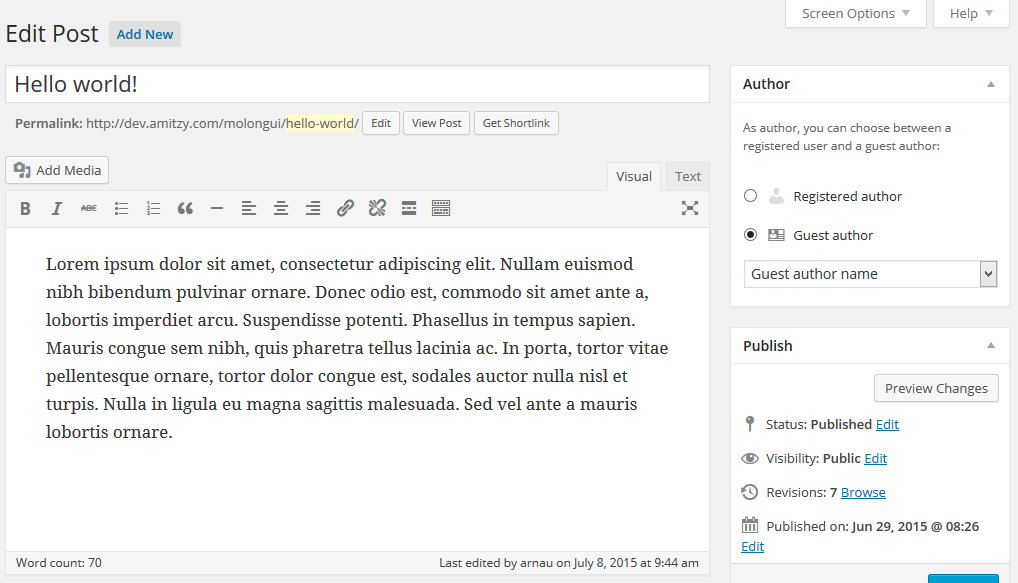 Screen Options Help
Edit Post Add New
Hello world!
Permalink: http://dev.amitzy.com/molongui/hello-world/ Edit View Post Get Shortlink
Add Media
Visual Text
B I ABC
Lorem ipsum dolor sit amet, consectetur adipiscing elit. Nullam euismod
nibh bibendum pulvinar ornare. Donec odio est, commodo sit amet ante a,
lobortis imperdiet arcu. Suspendisse potenti. Phasellus in tempus sapien.
Mauris congue sem nibh, quis pharetra tellus lacinia ac. In porta, tortor vitae
pellentesque ornare, tortor dolor congue est, sodales auctor nulla nisl et
turpis. Nulla in ligula eu magna sagittis malesuada. Sed vel ante a mauris
lobortis ornare.
Word count: 70 Last edited by arnau on July 8, 2015 at 9:44 am
Author
As author, you can choose between a
registered user and a guest author:
Registered author
Guest author
Guest author name
Publish
Preview Changes
Status: Published Edit
Visibility: Public Edit
Revisions: 7 Browse
Published on: Jun 29, 2015 @ 08:26
Edit